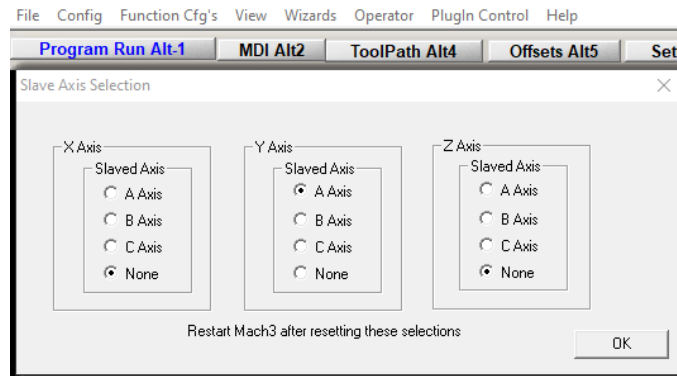 File Config Function Cfg's View Wizards Operator PlugIn Control Help
Program Run Alt-1 MDI Alt2 ToolPath Alt4 Offsets Alt5 Set
Slave Axis Selection
X Axis Y Axis Z Axis
Slaved Axis Slaved Axis Slaved Axis
A Axis A Axis A Axis
B Axis B Axis B Axis
C Axis C Axis C Axis
None None None
Restart Mach3 after resetting these selections
OK